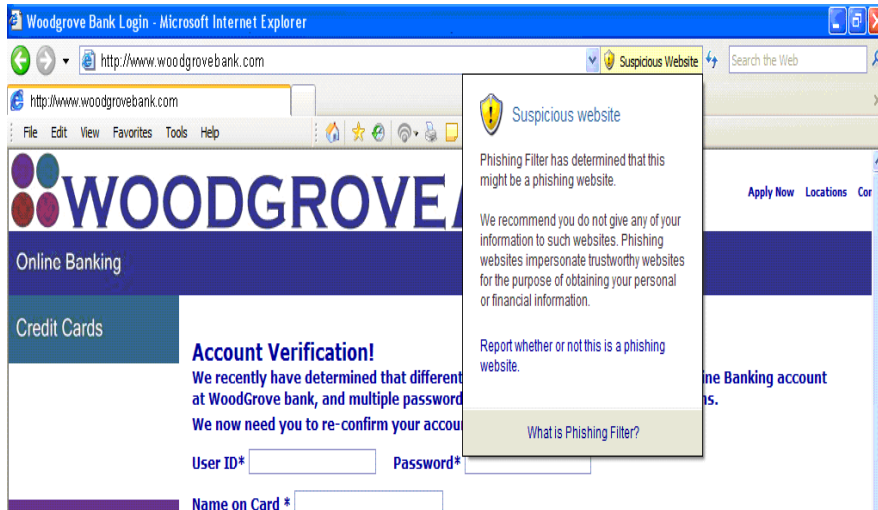 Woodgrove Bank Login - Microsoft Internet Explorer
http://www.woodgrovebank.com
Suspicious Website
Search the Web
http://www.woodgrovebank.com
File Edit View Favorites Tools Help
Suspicious website
Phishing Filter has determined that this
might be a phishing website.
We recommend you do not give any of your
information to such websites. Phishing
websites impersonate trustworthy websites
for the purpose of obtaining your personal
or financial information.
Report whether or not this is a phishing
website.
What is Phishing Filter?
WOODGROVE
Apply Now Locations Con
Online Banking
Credit Cards
Account Verification!
We recently have determined that different ine Banking account
at WoodGrove bank, and multiple password ns.
We now need you to re-confirm your accou
User ID* Password*
Name on Card *